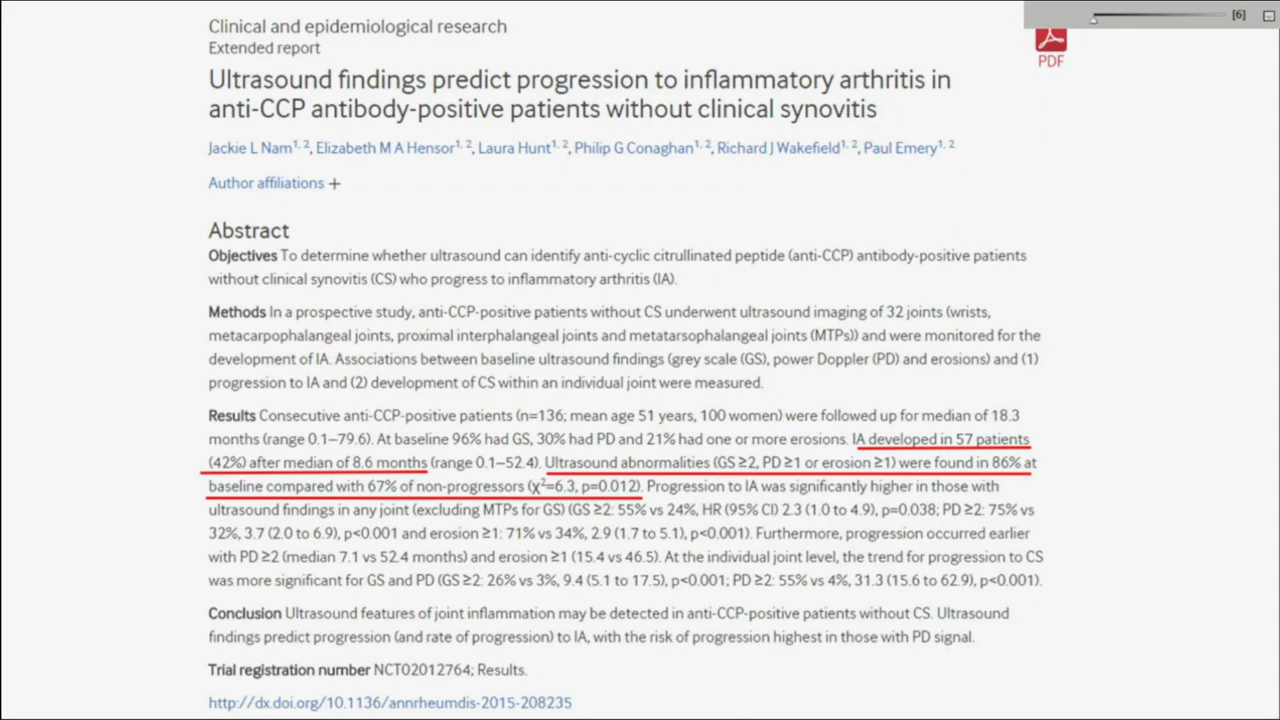 [6]
Clinical and epidemiological research
Extended report
PDF
Ultrasound findings predict progression to inflammatory arthritis in
anti-CCP antibody-positive patients without clinical synovitis
Jackie L Nam1, 2, Elizabeth M A Hensor1, 2, Laura Hunt1, 2, Philip G Conaghan1, 2, Richard J Wakefield1, 2, Paul Emery1, 2
Author affiliations +
Abstract
Objectives To determine whether ultrasound can identify anti-cyclic citrullinated peptide (anti-CCP) antibody-positive patients
without clinical synovitis (CS) who progress to inflammatory arthritis (IA).
Methods In a prospective study, anti-CCP-positive patients without CS underwent ultrasound imaging of 32 joints (wrists,
metacarpophalangeal joints, proximal interphalangeal joints and metatarsophalangeal joints (MTPs)) and were monitored for the
development of IA. Associations between baseline ultrasound findings (grey scale (GS), power Doppler (PD) and erosions) and (1)
progression to IA and (2) development of CS within an individual joint were measured.
Results Consecutive anti-CCP-positive patients (n=136; mean age 51 years, 100 women) were followed up for median of 18.3
months (range 0.1–79.6). At baseline 96% had GS, 30% had PD and 21% had one or more erosions. IA developed in 57 patients
(42%) after median of 8.6 months (range 0.1–52.4). Ultrasound abnormalities (GS ≥2, PD ≥1 or erosion ≥1) were found in 86% at
baseline compared with 67% of non-progressors (χ2=6.3, p=0.012). Progression to IA was significantly higher in those with
ultrasound findings in any joint (excluding MTPs for GS) (GS ≥2: 55% vs 24%, HR (95% CI) 2.3 (1.0 to 4.9), p=0.038; PD ≥2: 75% vs
32%, 3.7 (2.0 to 6.9), p<0.001 and erosion ≥1: 71% vs 34%, 2.9 (1.7 to 5.1), p<0.001). Furthermore, progression occurred earlier
with PD ≥2 (median 7.1 vs 52.4 months) and erosion ≥1 (15.4 vs 46.5). At the individual joint level, the trend for progression to CS
was more significant for GS and PD (GS ≥2: 26% vs 3%, 9.4 (5.1 to 17.5), p<0.001; PD ≥2: 55% vs 4%, 31.3 (15.6 to 62.9), p<0.001).
Conclusion Ultrasound features of joint inflammation may be detected in anti-CCP-positive patients without CS. Ultrasound
findings predict progression (and rate of progression) to IA, with the risk of progression highest in those with PD signal.
Trial registration number NCT02012764; Results.
http://dx.doi.org/10.1136/annrheumdis-2015-208235